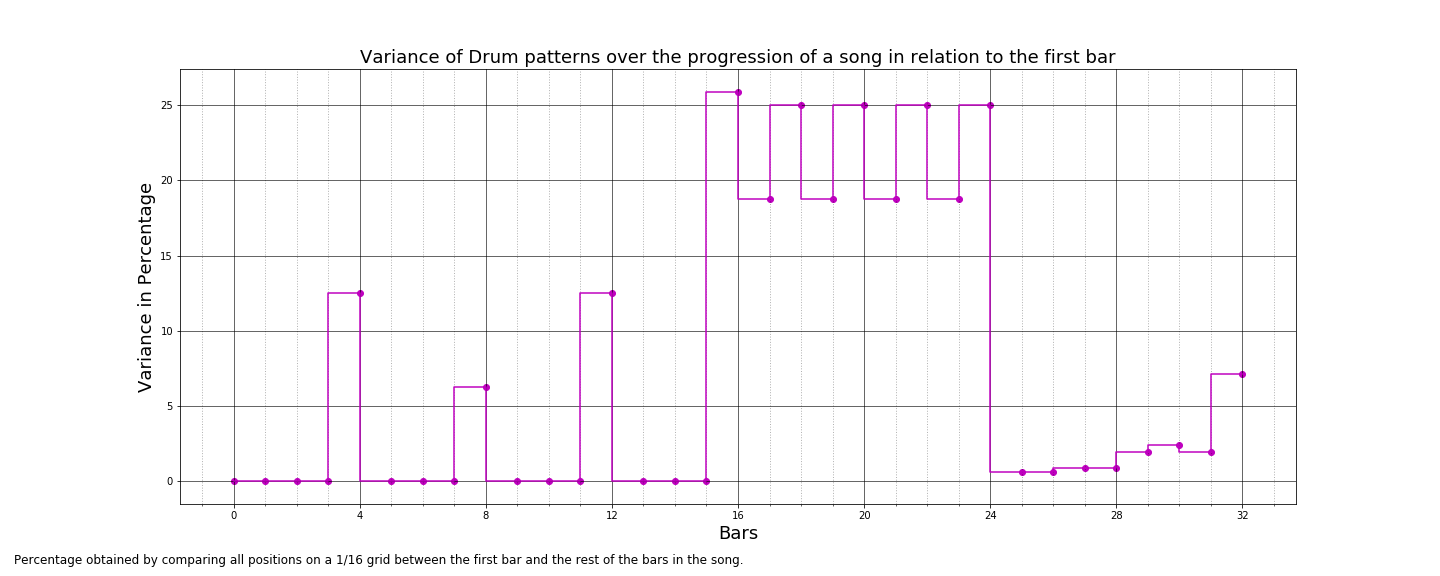 Variance of Drum patterns over the progression of a song in relation to the first bar
Variance in Percentage
25
20
15
10
5
0
0 4 8 12 16 20 24 28 32
Bars
Percentage obtained by comparing all positions on a 1/16 grid between the first bar and the rest of the bars in the song.